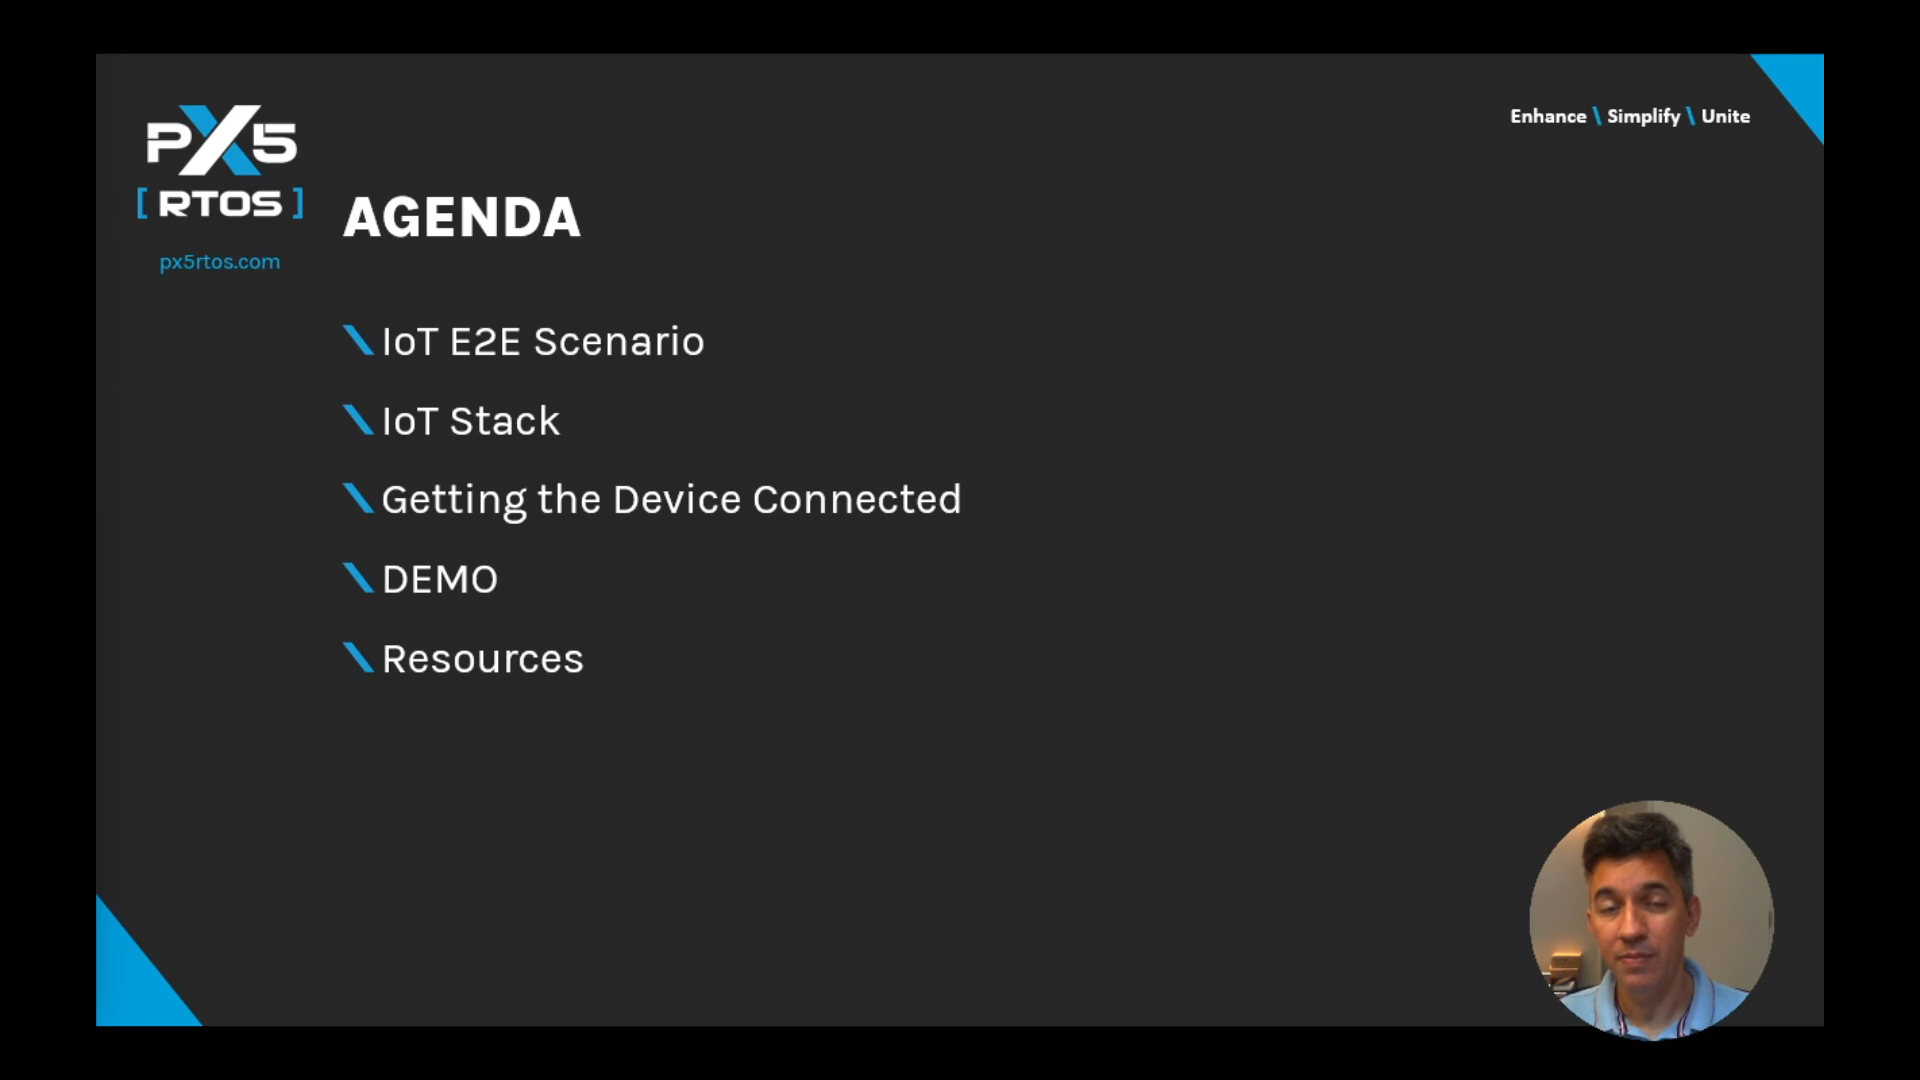 PX5
[ RTOS ]
px5rtos.com
Enhance \ Simplify \ Unite
AGENDA
IoT E2E Scenario
IoT Stack
Getting the Device Connected
DEMO
Resources